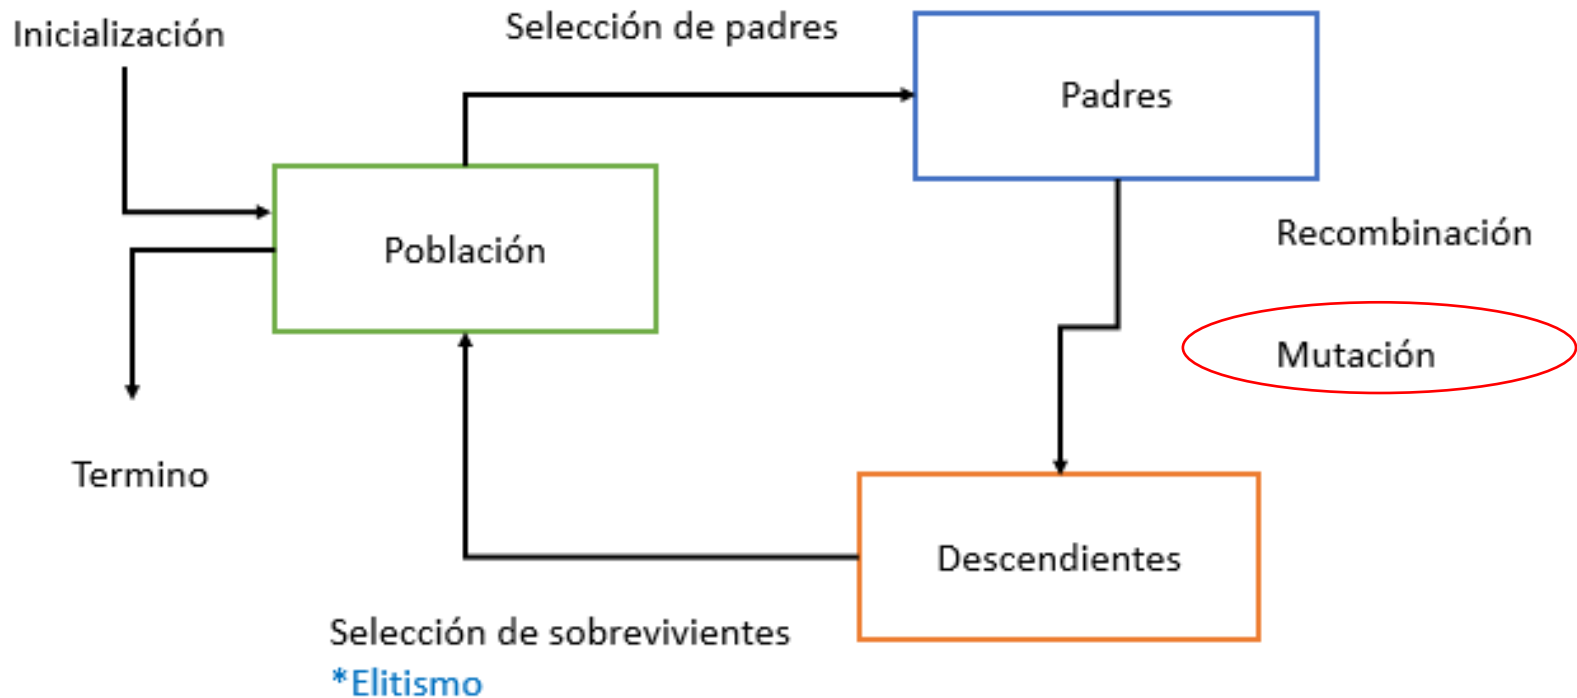 Inicialización
Selección de padres
Padres
Población
Recombinación
Mutación
Termino
Descendientes
Selección de sobrevivientes
*Elitismo